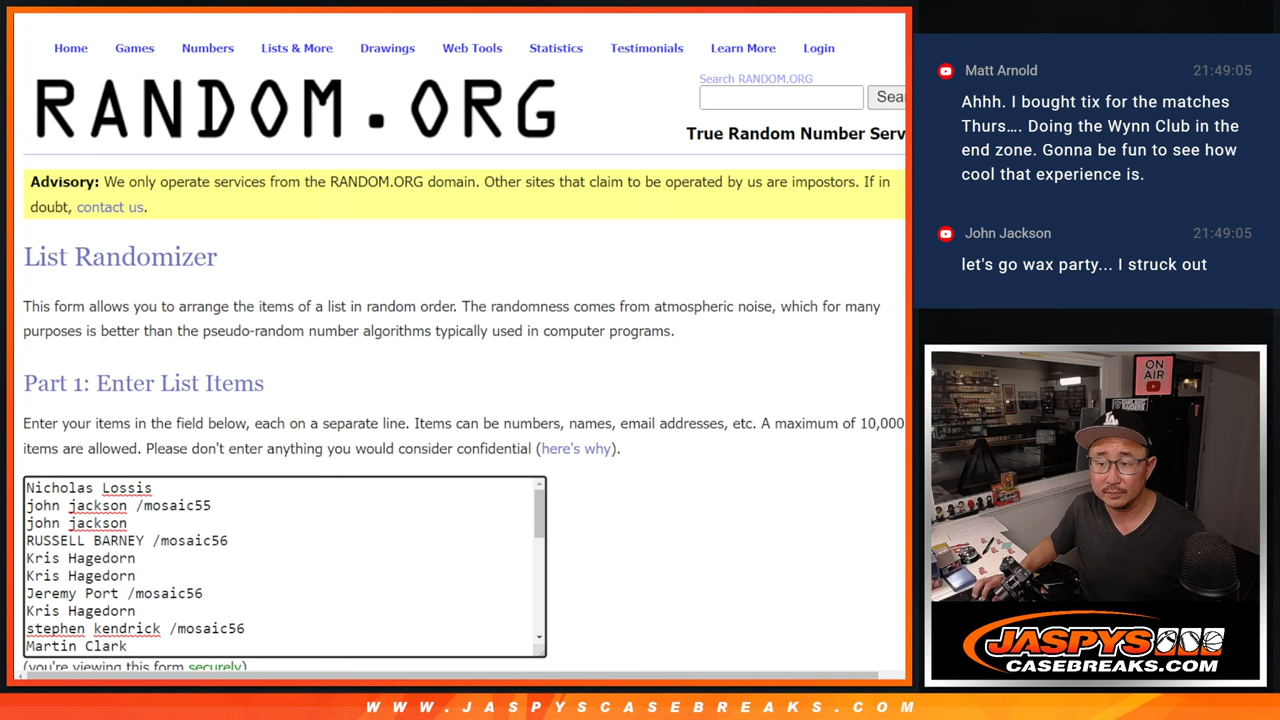 Home Games Numbers Lists & More Drawings Web Tools Statistics Testimonials Learn More Login
RANDOM.ORG
Search RANDOM.ORG
Sea
True Random Number Serv
Advisory: We only operate services from the RANDOM.ORG domain. Other sites that claim to be operated by us are impostors. If in
doubt, contact us.
List Randomizer
This form allows you to arrange the items of a list in random order. The randomness comes from atmospheric noise, which for many
purposes is better than the pseudo-random number algorithms typically used in computer programs.
Part 1: Enter List Items
Enter your items in the field below, each on a separate line. Items can be numbers, names, email addresses, etc. A maximum of 10,000
items are allowed. Please don't enter anything you would consider confidential (here's why).
Nicholas Lossis
john jackson /mosaic55
john jackson
RUSSELL BARNEY /mosaic56
Kris Hagedorn
Kris Hagedorn
Jeremy Port /mosaic56
Kris Hagedorn
stephen kendrick /mosaic56
Martin Clark
(you're viewing this form securely)
Matt Arnold 21:49:05
Ahhh. I bought tix for the matches
Thurs…. Doing the Wynn Club in the
end zone. Gonna be fun to see how
cool that experience is.
John Jackson 21:49:05
let's go wax party... I struck out
ON
AIR
JASPYS
CASEBREAKS.COM
WWW.JASPYSCASEBREAKS.COM